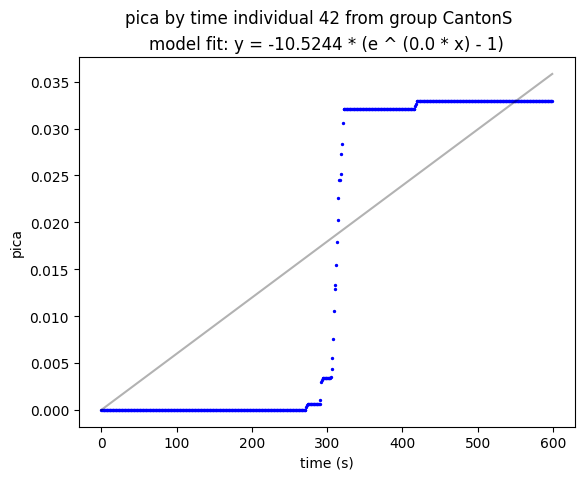 pica by time individual 42 from group CantonS
model fit: y = -10.5244 * (e ^ (0.0 * x) - 1)
0.035
0.030
0.025
0.020
0.015
0.010
0.005
0.000
pica
0 100 200 300 400 500 600
time (s)